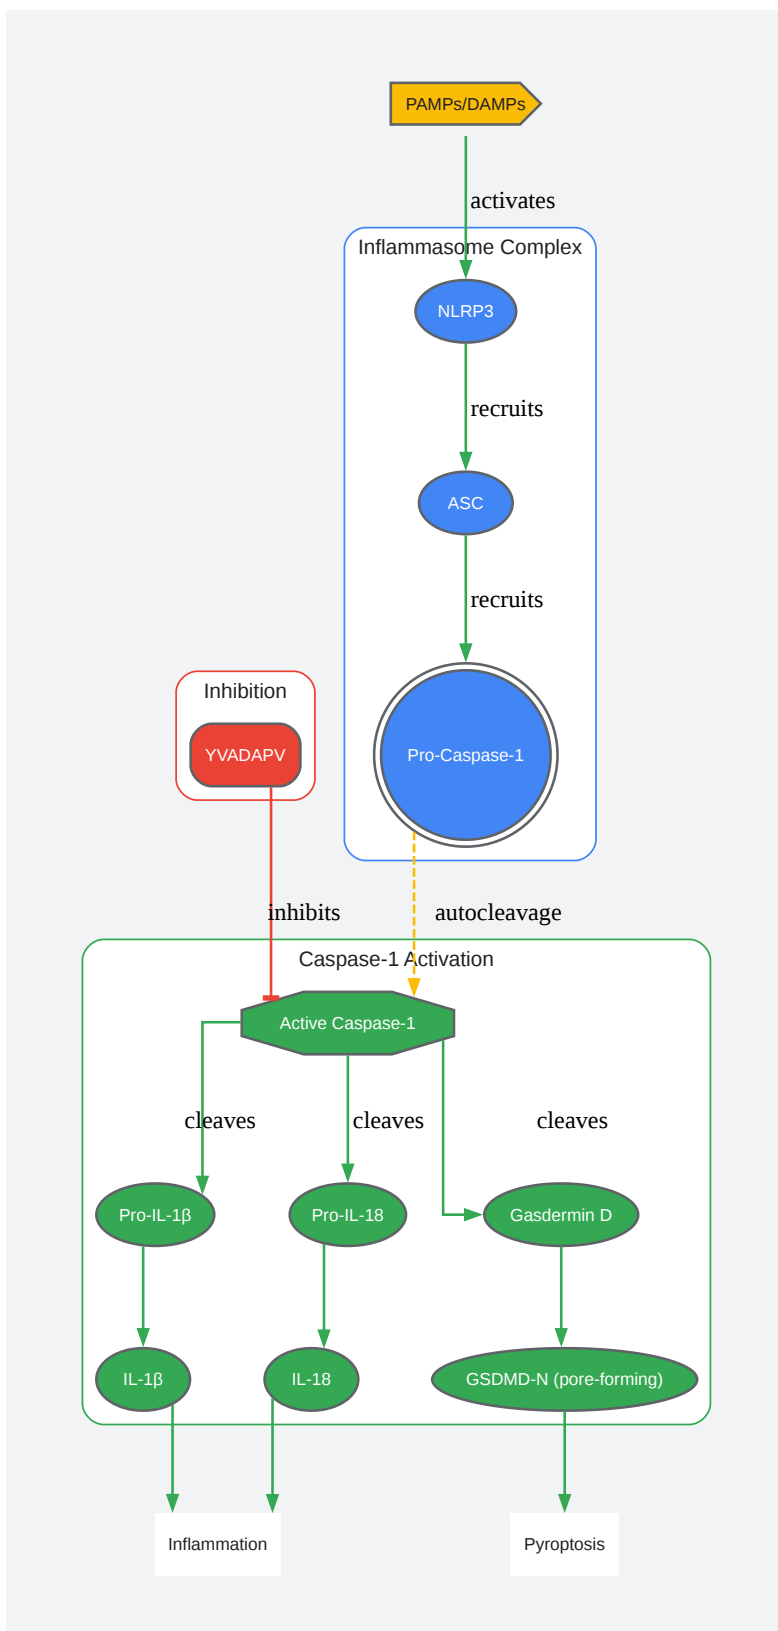 PAMPs/DAMPs
activates
Inflammasome Complex
NLRP3
recruits
ASC
recruits
Inhibition
YVADAPV
Pro-Caspase-1
inhibits
autocleavage
Caspase-1 Activation
Active Caspase-1
cleaves
cleaves
cleaves
Pro-IL-1β
Pro-IL-18
Gasdermin D
IL-1β
IL-18
GSDMD-N (pore-forming)
Inflammation
Pyroptosis